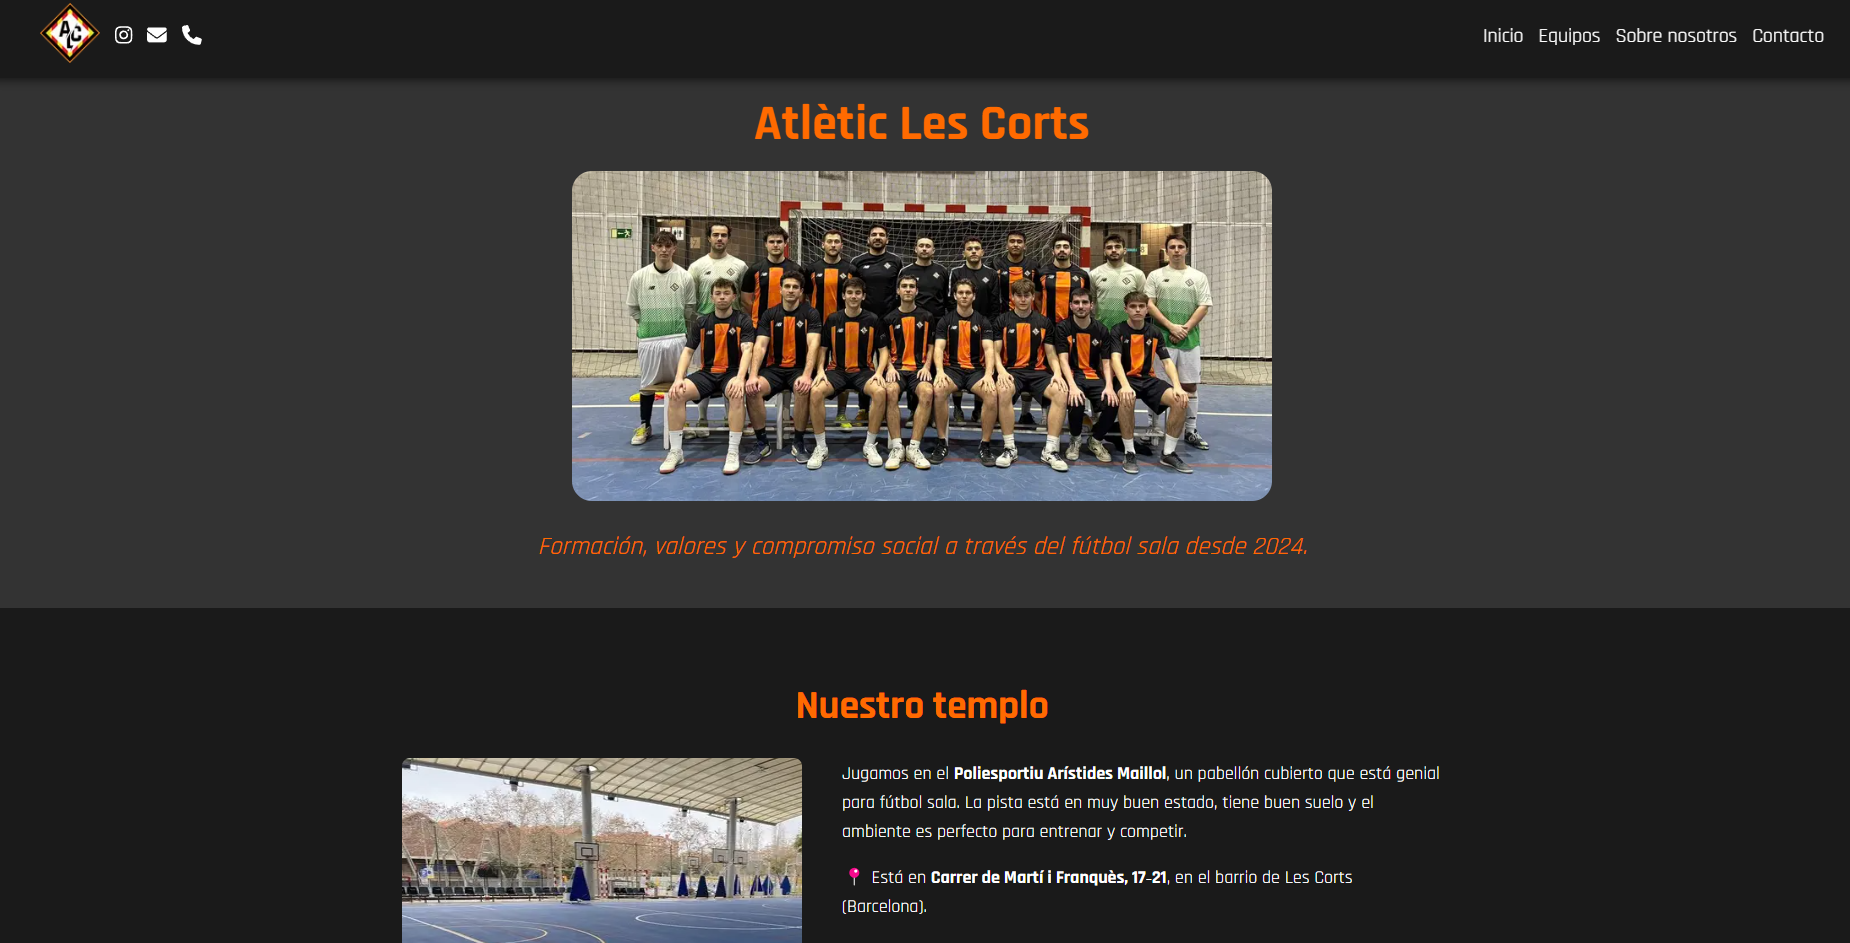 ALC
Inicio Equipos Sobre nosotros Contacto
Atlètic Les Corts
Formación, valores y compromiso social a través del fútbol sala desde 2024.
Nuestro templo
Jugamos en el Poliesportiu Arístides Maillol, un pabellón cubierto que está genial
para fútbol sala. La pista está en muy buen estado, tiene buen suelo y el
ambiente es perfecto para entrenar y competir.
📍 Está en Carrer de Martí i Franquès, 17-21, en el barrio de Les Corts
(Barcelona).